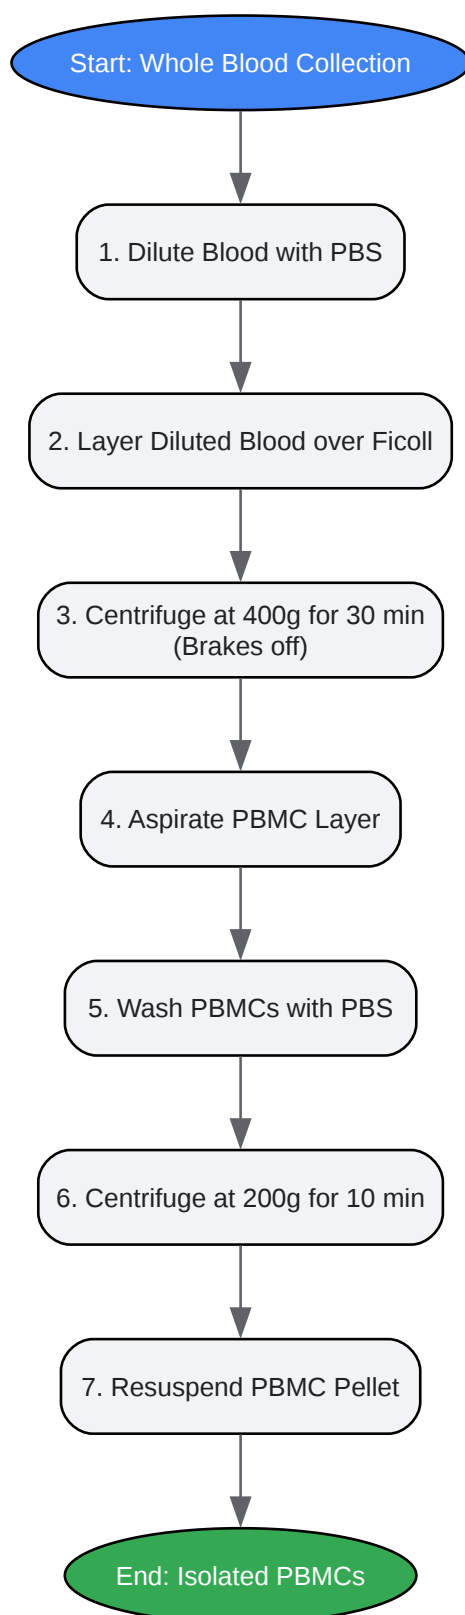 Start: Whole Blood Collection
1. Dilute Blood with PBS
2. Layer Diluted Blood over Ficoll
3. Centrifuge at 400g for 30 min
(Brakes off)
4. Aspirate PBMC Layer
5. Wash PBMCs with PBS
6. Centrifuge at 200g for 10 min
7. Resuspend PBMC Pellet
End: Isolated PBMCs